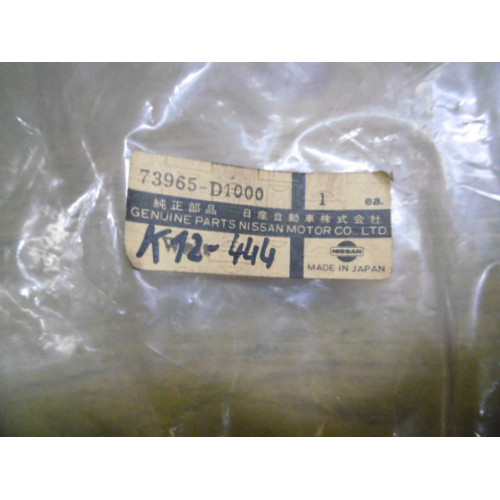 73965-D1000 1 ea.
純正部品 日産自動車株式会社
GENUINE PARTS NISSAN MOTOR CO., LTD
K12-444
NISSAN
MADE IN JAPAN